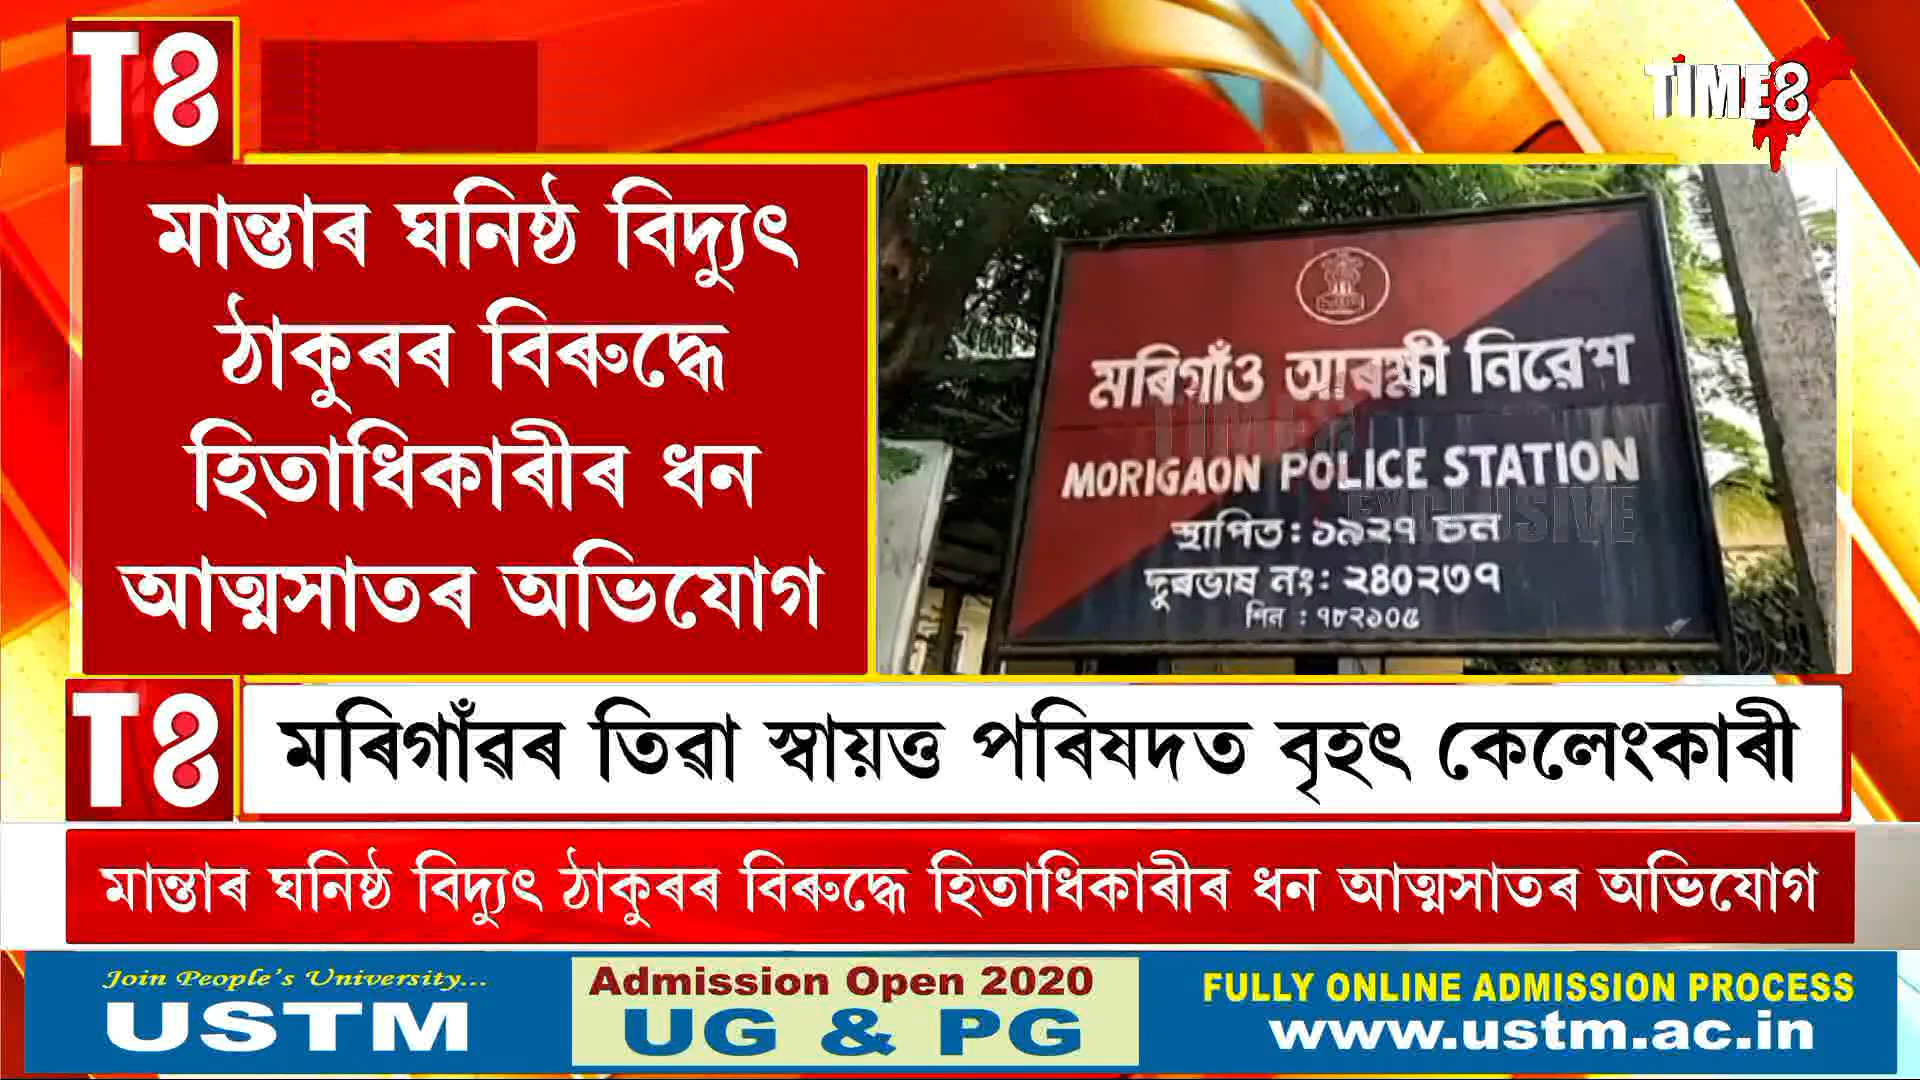 T8
TIME8
মান্তাৰ ঘনিষ্ঠ বিদ্যুৎ
ঠাকুৰৰ বিৰুদ্ধে
হিতাধিকাৰীৰ ধন
আত্মসাতৰ অভিযোগ
মৰিগাঁও আৰক্ষী নিৱেশ
MORIGAON POLICE STATION
স্থাপিত: ১৯২৭ চন
দুৰভাষ নং: ২৪০২৩৭
পিন : ৭৮২১০৫
TIME8
EXCLUSIVE
T8
মৰিগাঁৱৰ তিৱা স্বায়ত্ত পৰিষদত বৃহৎ কেলেংকাৰী
মান্তাৰ ঘনিষ্ঠ বিদ্যুৎ ঠাকুৰৰ বিৰুদ্ধে হিতাধিকাৰীৰ ধন আত্মসাতৰ অভিযোগ
Join People's University...
USTM
Admission Open 2020
UG & PG
FULLY ONLINE ADMISSION PROCESS
www.ustm.ac.in